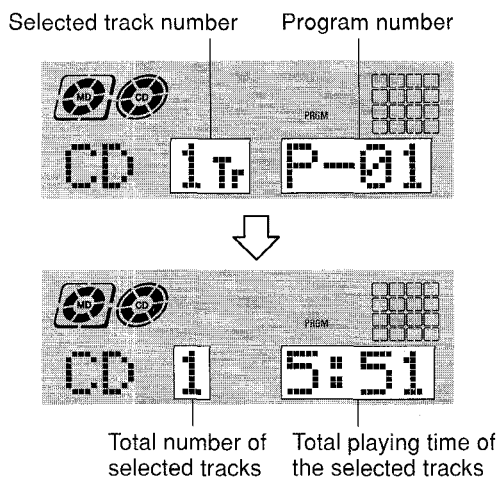 Selected track number Program number
MD CD
PRGM
CD 1 Tr P-01
MD CD
PRGM
CD 1 5:51
Total number of Total playing time of
selected tracks the selected tracks